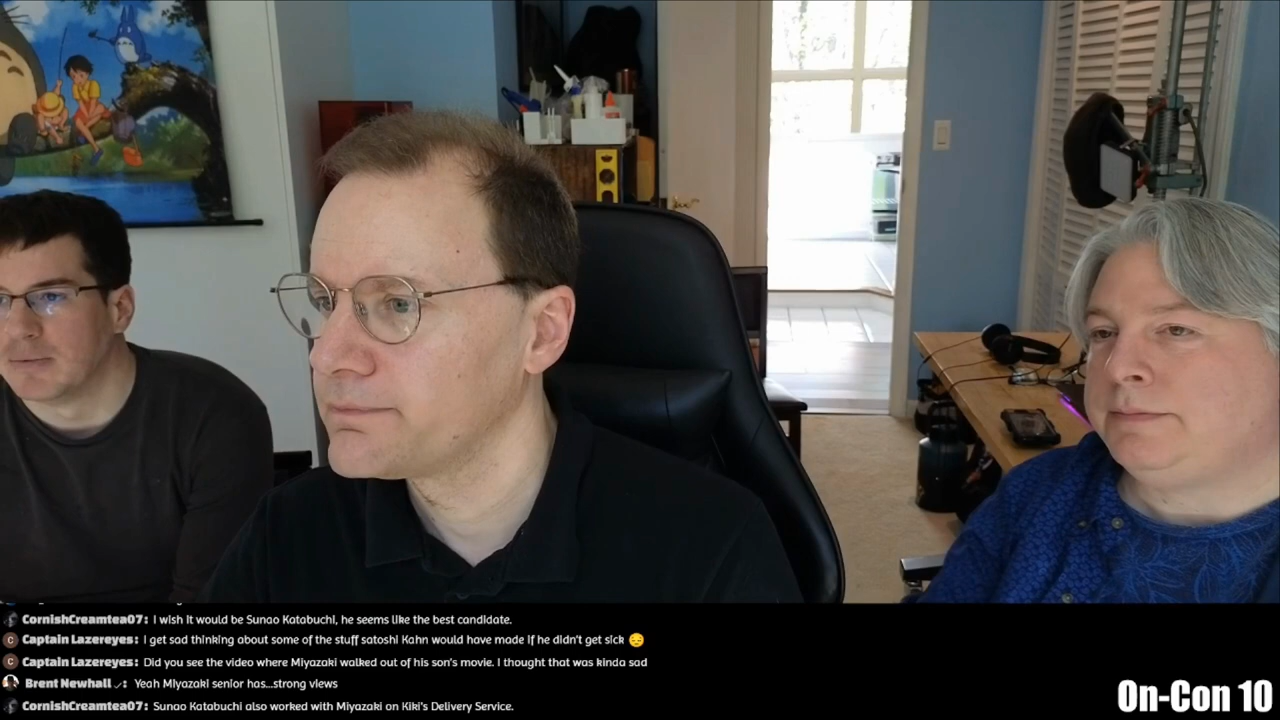 CornishCreamtea07: I wish it would be Sunao Katabuchi, he seems like the best candidate.
Captain Lazereyes: I get sad thinking about some of the stuff satoshi Kahn would have made if he didn't get sick 😔
Captain Lazereyes: Did you see the video where Miyazaki walked out of his son's movie. I thought that was kinda sad
Brent Newhall ✓: Yeah Miyazaki senior has...strong views
CornishCreamtea07: Sunao Katabuchi also worked with Miyazaki on Kiki's Delivery Service.
On-Con 10